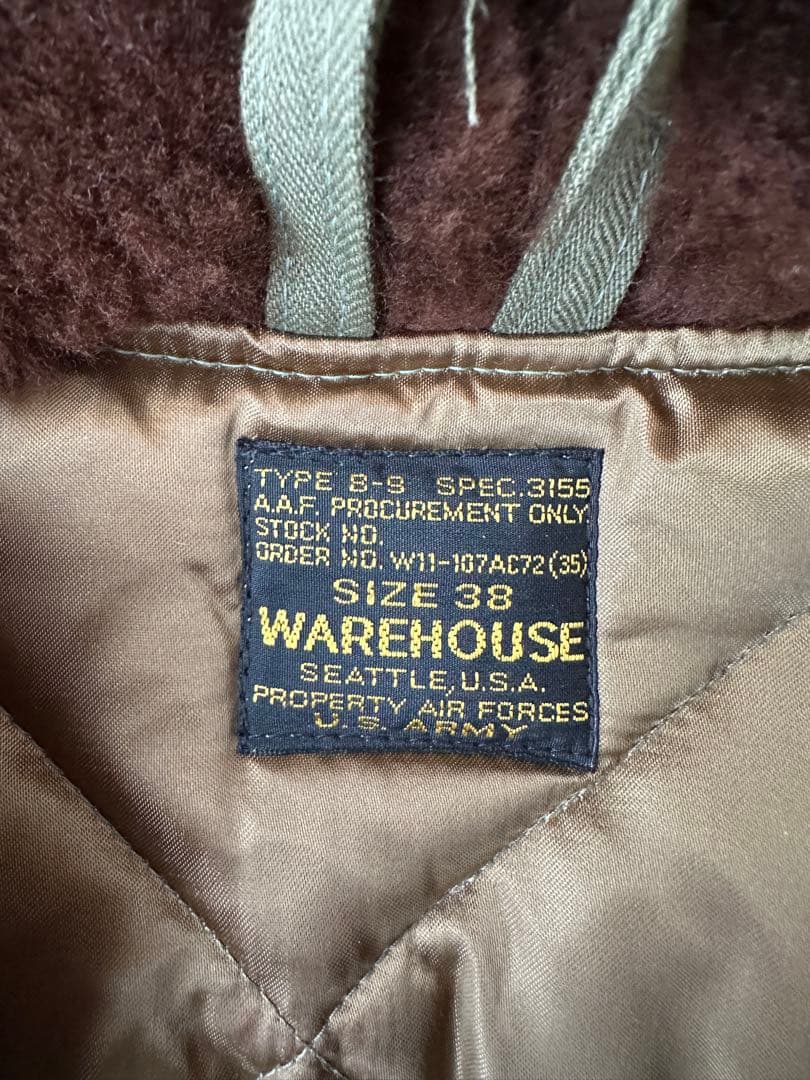 TYPE B-9 SPEC.3155
A.A.F. PROCUREMENT ONLY.
STOCK NO.
ORDER NO. W11-107AC72(35)
SIZE 38
WAREHOUSE
SEATTLE, U.S.A.
PROPERTY AIR FORCES
U.S. ARMY